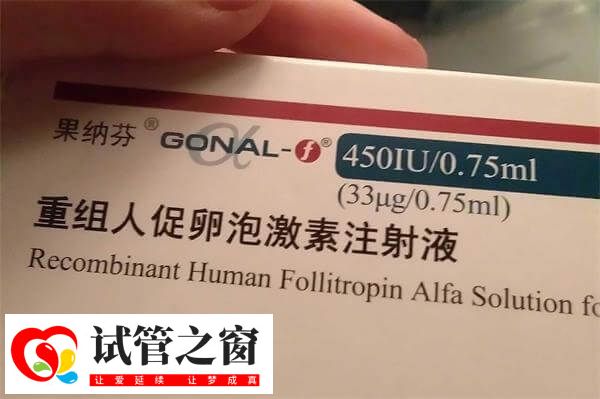 果纳芬® GONAL-f® 450IU/0.75ml
(33μg/0.75ml)
重组人促卵泡激素注射液
Recombinant Human Follitropin Alfa Solution fo
试管之窗
让爱延续 让梦成真